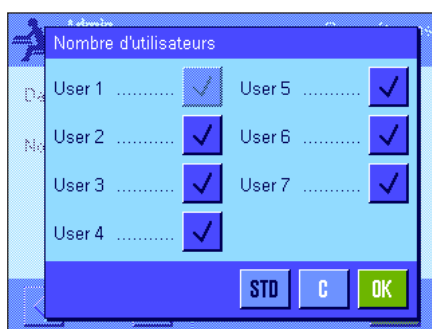 Admin
Nombre d'utilisateurs
User 1 ........... User 5 ...........
User 2 ........... User 6 ...........
User 3 ........... User 7 ...........
User 4 ...........
STD C OK